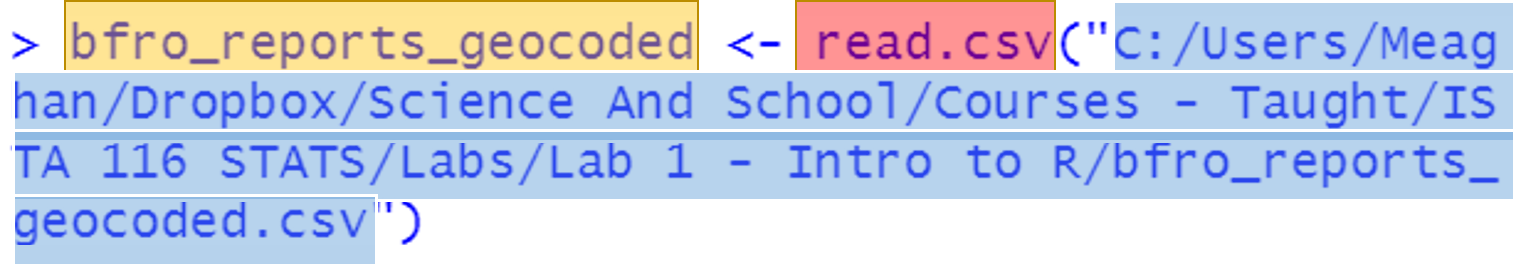 > bfro_reports_geocoded <- read.csv("C:/Users/Meag
han/Dropbox/Science And School/Courses - Taught/IS
TA 116 STATS/Labs/Lab 1 - Intro to R/bfro_reports_
geocoded.csv")